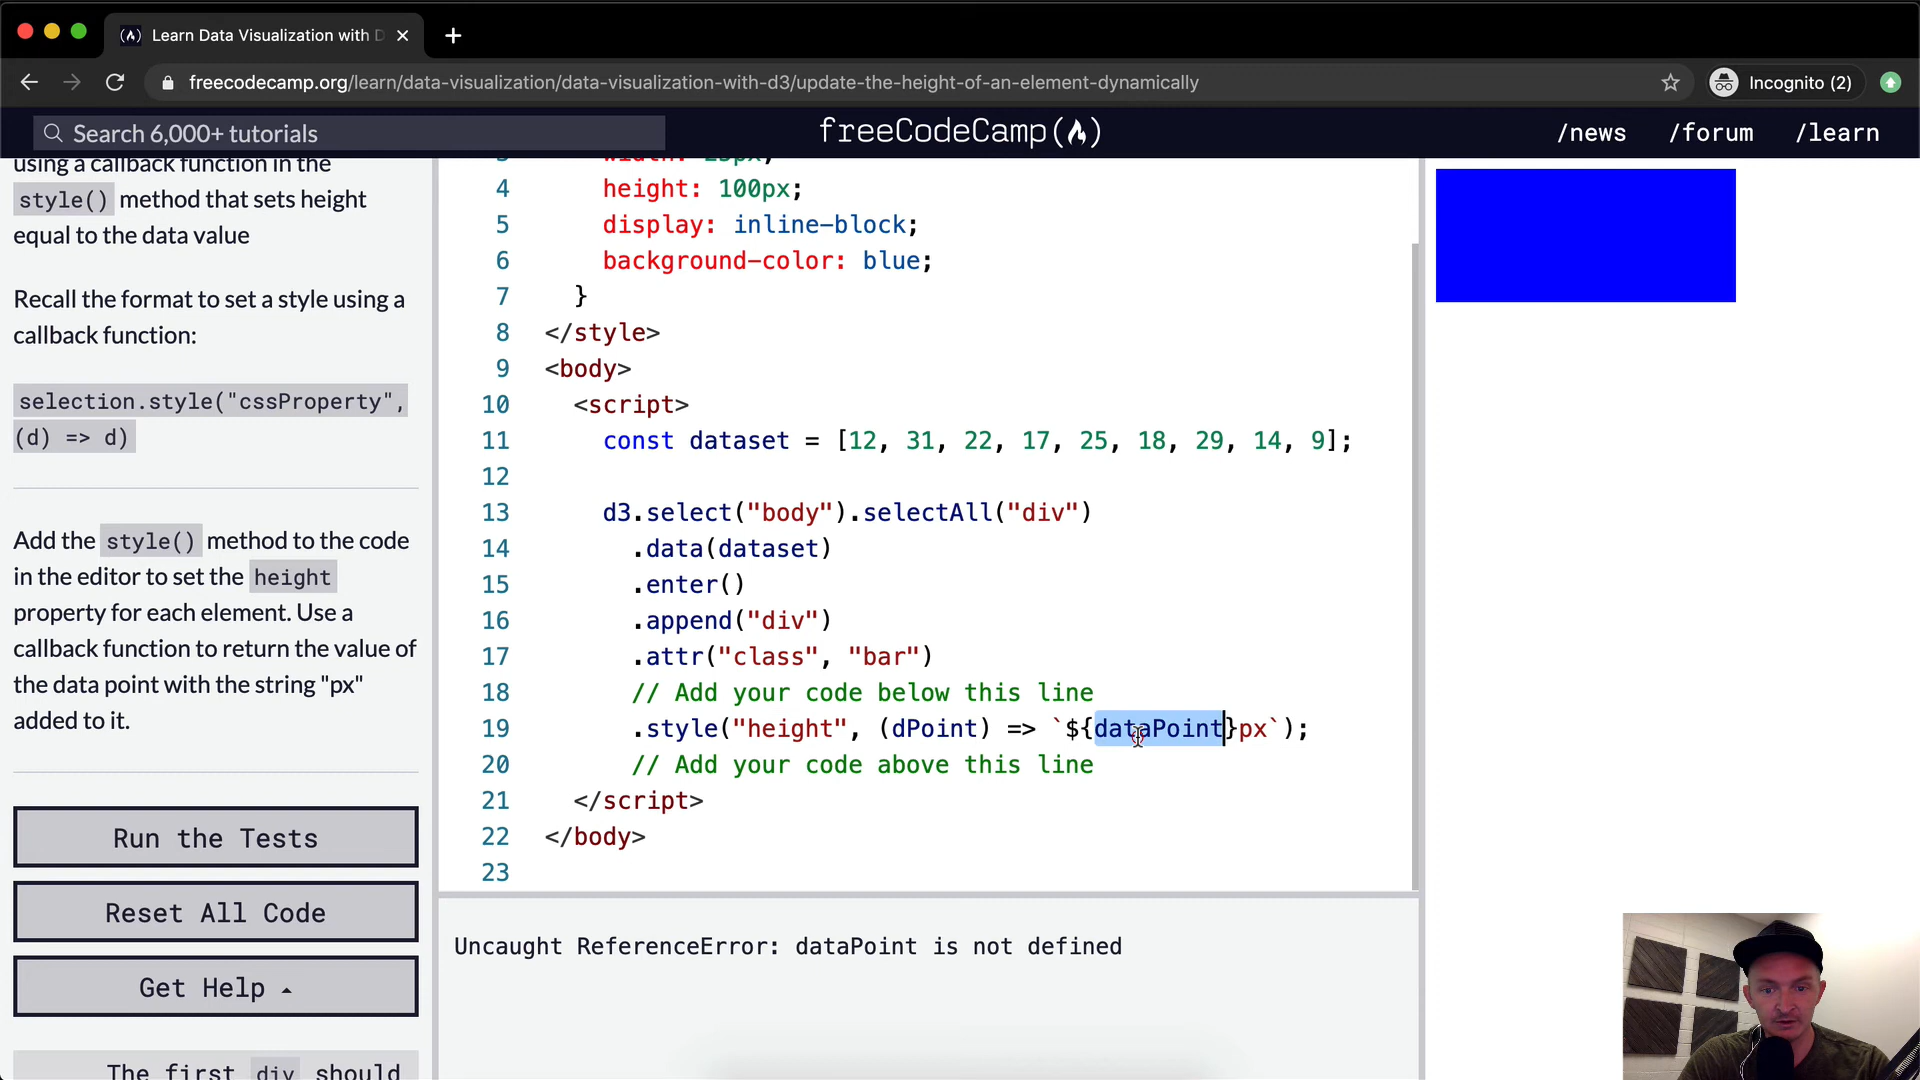 Learn Data Visualization with D
freecodecamp.org/learn/data-visualization/data-visualization-with-d3/update-the-height-of-an-element-dynamically
Incognito (2)
Search 6,000+ tutorials
freeCodeCamp
/news
/forum
/learn
using a callback function in the
style() method that sets height
equal to the data value
Recall the format to set a style using a
callback function:
selection.style("cssProperty",
(d) => d)
Add the style() method to the code
in the editor to set the height
property for each element. Use a
callback function to return the value of
the data point with the string "px"
added to it.
Run the Tests
Reset All Code
Get Help
The first div should
3 width: 25px;
4 height: 100px;
5 display: inline-block;
6 background-color: blue;
7 }
8 </style>
9 <body>
10 <script>
11 const dataset = [12, 31, 22, 17, 25, 18, 29, 14, 9];
12
13 d3.select("body").selectAll("div")
14 .data(dataset)
15 .enter()
16 .append("div")
17 .attr("class", "bar")
18 // Add your code below this line
19 .style("height", (dPoint) => `${dataPoint}px`);
20 // Add your code above this line
21 </script>
22 </body>
23
Uncaught ReferenceError: dataPoint is not defined